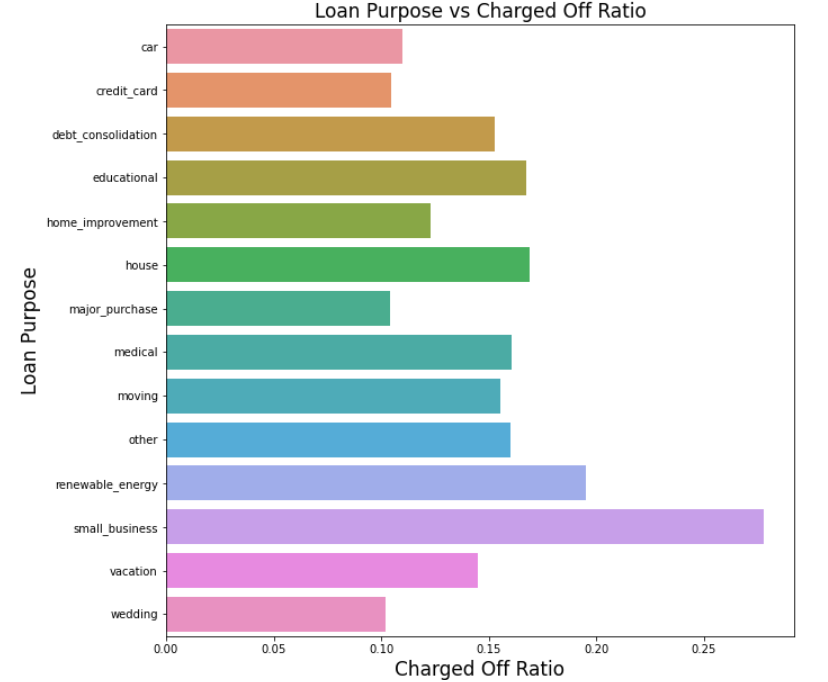 Loan Purpose vs Charged Off Ratio
car
credit_card
debt_consolidation
educational
home_improvement
house
major_purchase
medical
moving
other
renewable_energy
small_business
vacation
wedding
Loan Purpose
0.00 0.05 0.10 0.15 0.20 0.25
Charged Off Ratio